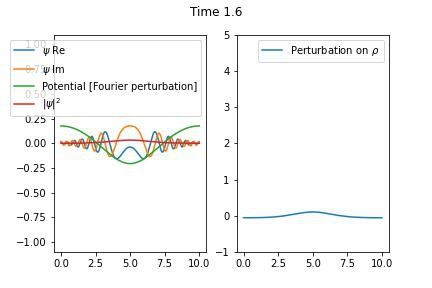 Time 1.6
1.00
ψ Re
0.75
ψ Im
0.50
Potential [Fourier perturbation]
|ψ|²
0.25
0.00
−0.25
−0.50
−0.75
−1.00
0.0 2.5 5.0 7.5 10.0
Perturbation on ρ
5
4
3
2
1
0
−1
0.0 2.5 5.0 7.5 10.0